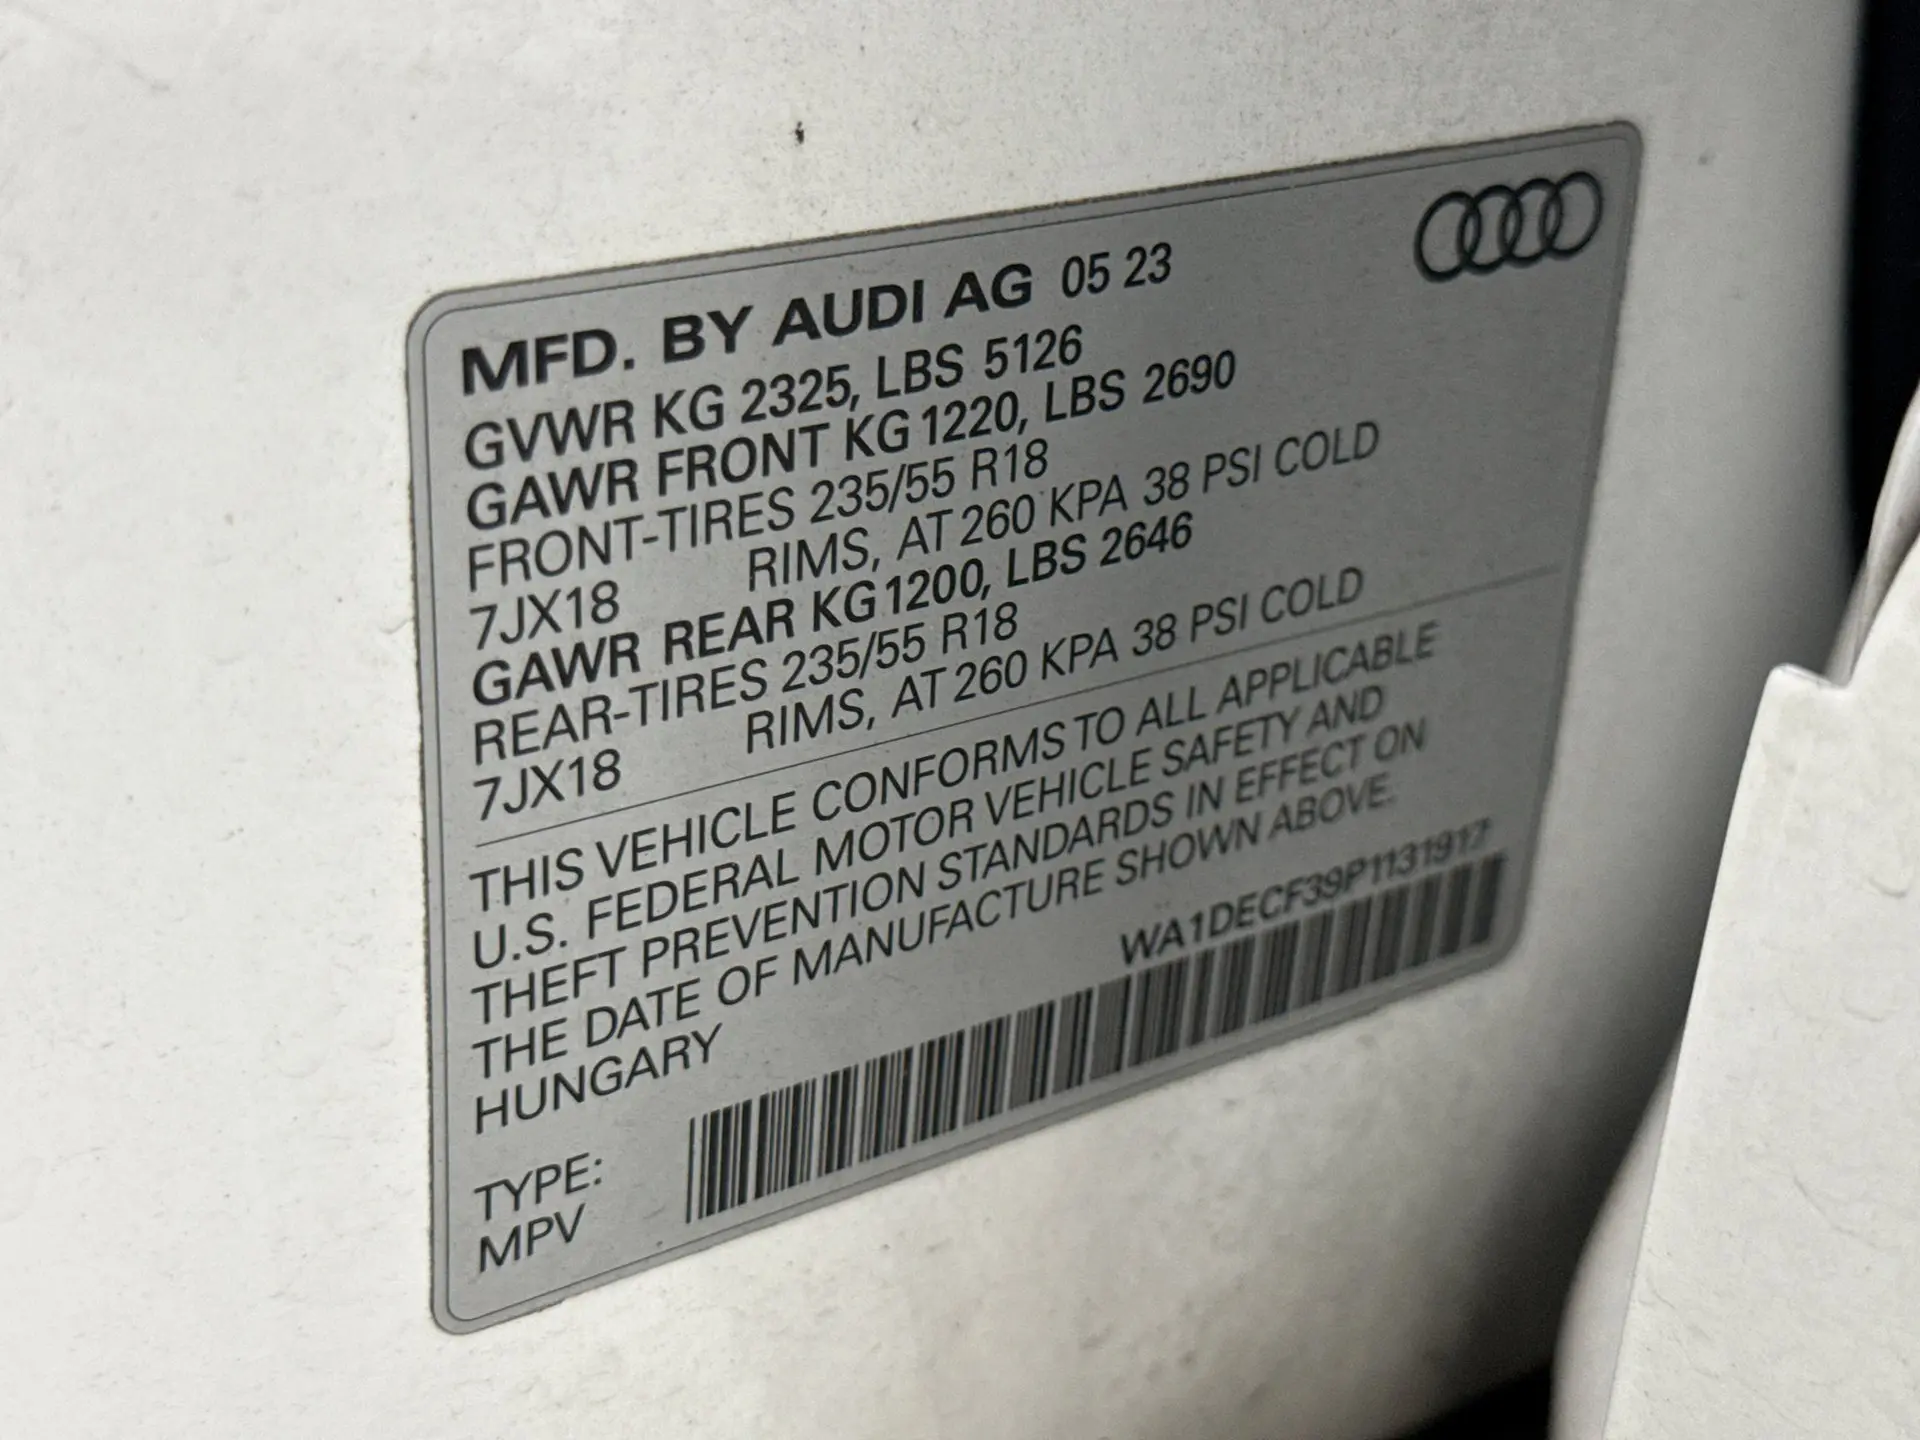 MFD. BY AUDI AG 05 23
GVWR KG 2325, LBS 5126
GAWR FRONT KG 1220, LBS 2690
FRONT-TIRES 235/55 R18
7JX18 RIMS, AT 260 KPA 38 PSI COLD
GAWR REAR KG 1200, LBS 2646
REAR-TIRES 235/55 R18
7JX18 RIMS, AT 260 KPA 38 PSI COLD
THIS VEHICLE CONFORMS TO ALL APPLICABLE
U.S. FEDERAL MOTOR VEHICLE SAFETY AND
THEFT PREVENTION STANDARDS IN EFFECT ON
THE DATE OF MANUFACTURE SHOWN ABOVE.
HUNGARY
WA1DECF39P1131917
TYPE:
MPV